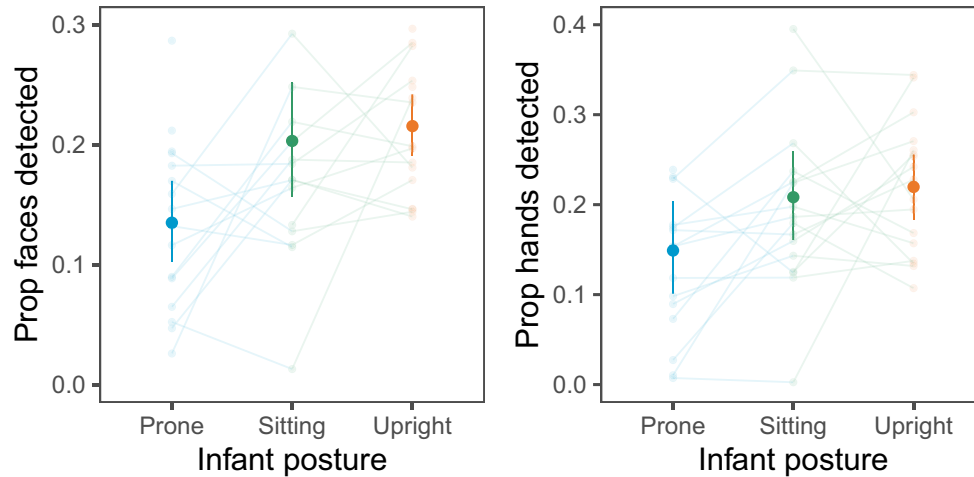 Prop faces detected
0.3
0.2
0.1
0.0
Prone Sitting Upright
Infant posture
Prop hands detected
0.4
0.3
0.2
0.1
0.0
Prone Sitting Upright
Infant posture